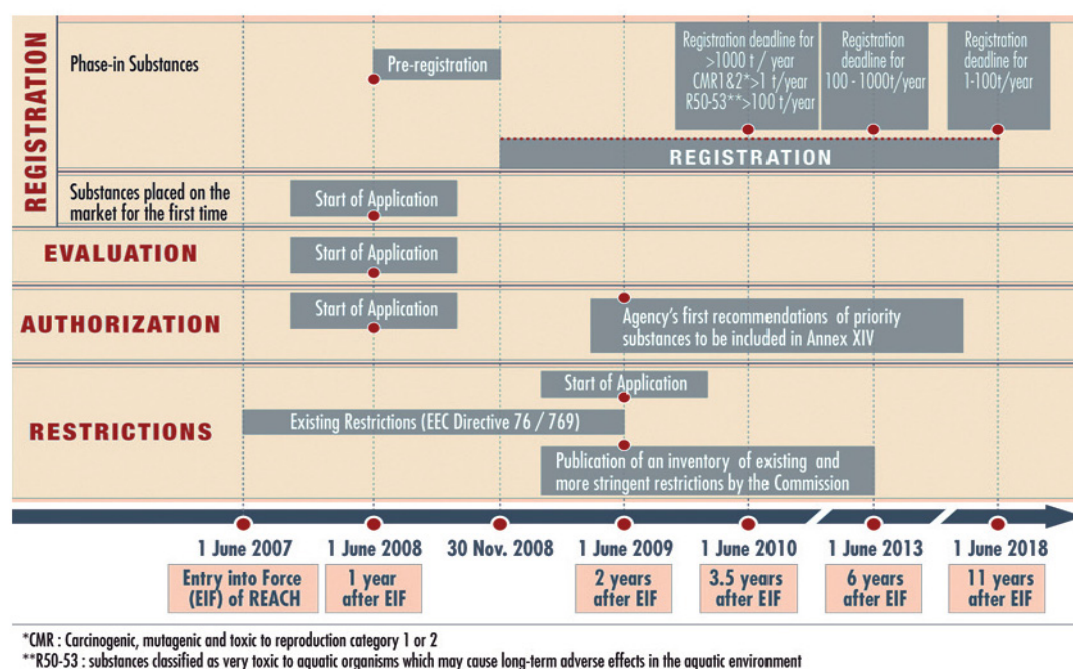 REGISTRATION
Phase-in Substances
Pre-registration
Registration deadline for
>1000 t / year
CMR1&2*>1 t/year
R50-53**>100 t/year
Registration
deadline for
100 - 1000t/year
Registration
deadline for
1-100t/year
REGISTRATION
Substances placed on the
market for the first time
Start of Application
EVALUATION
Start of Application
AUTHORIZATION
Start of Application
Agency's first recommendations of priority
substances to be included in Annex XIV
RESTRICTIONS
Start of Application
Existing Restrictions (EEC Directive 76 / 769)
Publication of an inventory of existing and
more stringent restrictions by the Commission
1 June 2007
1 June 2008
30 Nov. 2008
1 June 2009
1 June 2010
1 June 2013
1 June 2018
Entry into Force
(EIF) of REACH
1 year
after EIF
2 years
after EIF
3.5 years
after EIF
6 years
after EIF
11 years
after EIF
*CMR : Carcinogenic, mutagenic and toxic to reproduction category 1 or 2
**R50-53 : substances classified as very toxic to aquatic organisms which may cause long-term adverse effects in the aquatic environment